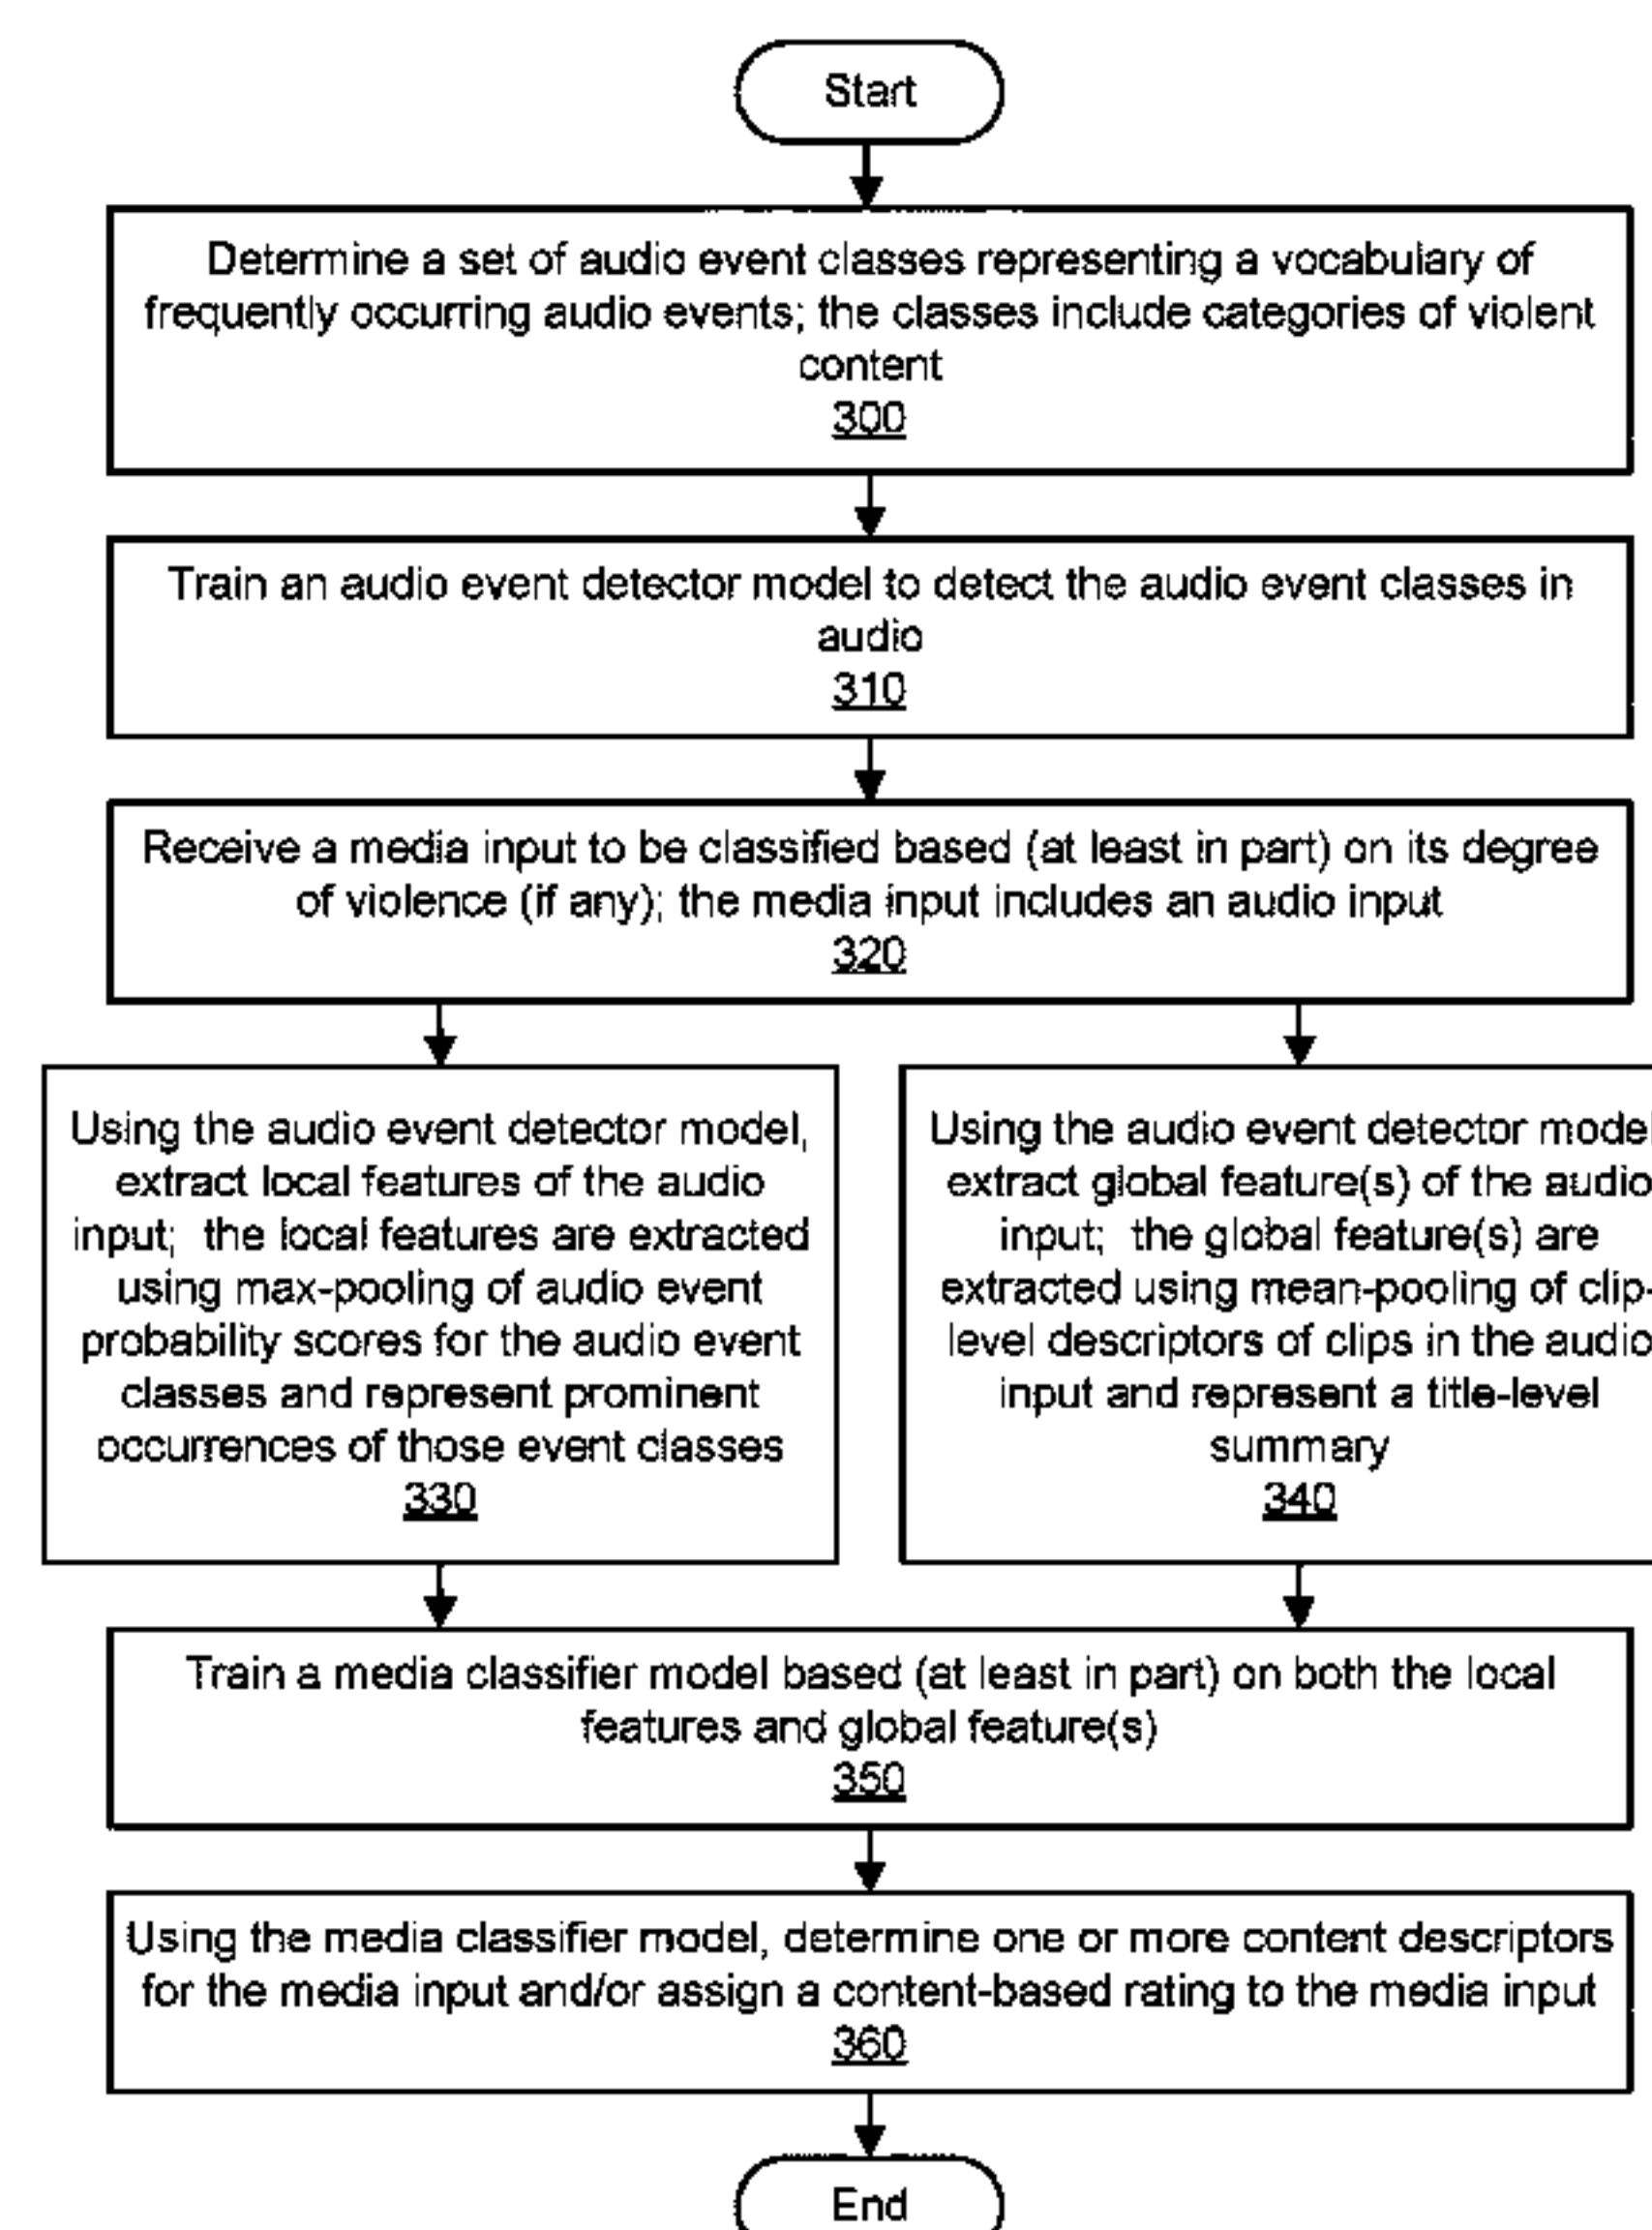 Start
Determine a set of audio event classes representing a vocabulary of
frequently occurring audio events; the classes include categories of violent
content
300
Train an audio event detector model to detect the audio event classes in
audio
310
Receive a media input to be classified based (at least in part) on its degree
of violence (if any); the media input includes an audio input
320
Using the audio event detector model,
extract local features of the audio
input; the local features are extracted
using max-pooling of audio event
probability scores for the audio event
classes and represent prominent
occurrences of those event classes
330
Using the audio event detector model
extract global feature(s) of the audio
input; the global feature(s) are
extracted using mean-pooling of clip-
level descriptors of clips in the audio
input and represent a title-level
summary
340
Train a media classifier model based (at least in part) on both the local
features and global feature(s)
350
Using the media classifier model, determine one or more content descriptors
for the media input and/or assign a content-based rating to the media input
360
End